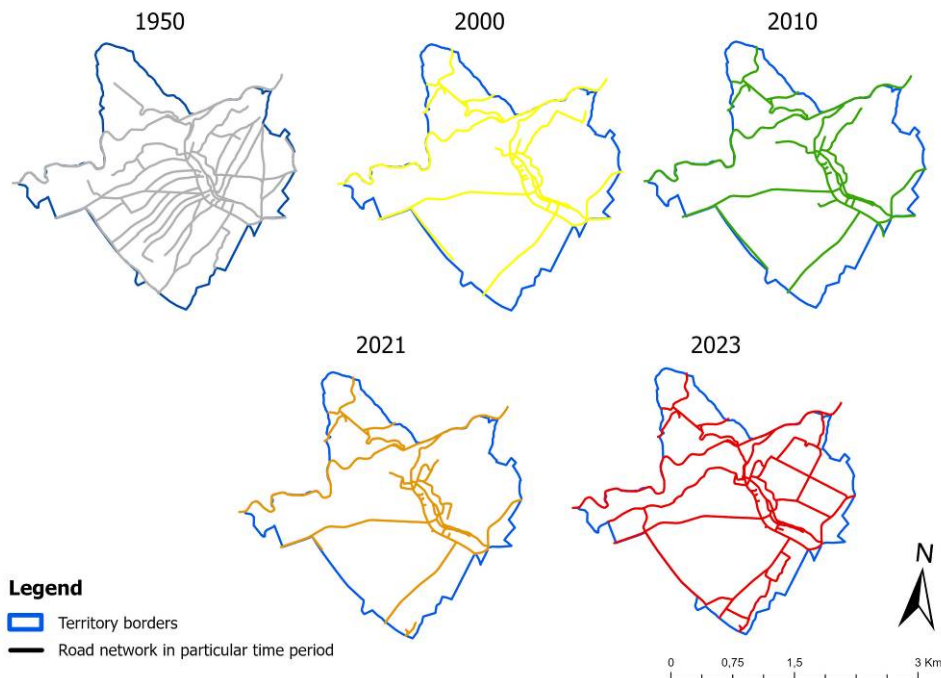 1950
2000
2010
2021
2023
Legend
Territory borders
Road network in particular time period
N
0 0,75 1,5 3 Km